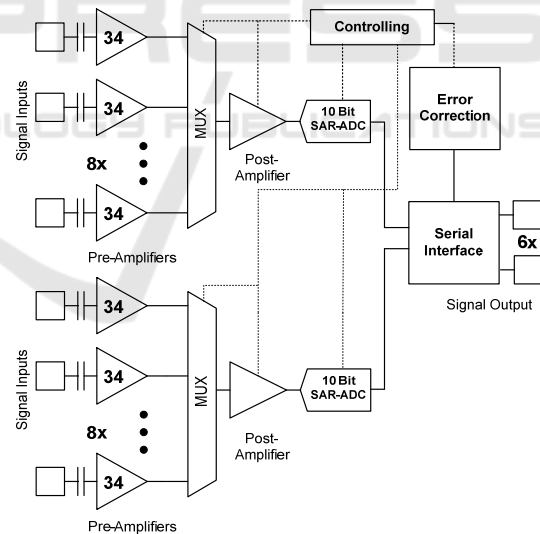 Controlling
34
Signal Inputs
34
8x
34
MUX
Post-
Amplifier
10 Bit
SAR-ADC
Error
Correction
Pre-Amplifiers
Serial
Interface
6x
Signal Output
34
Signal Inputs
34
8x
34
MUX
Post-
Amplifier
10 Bit
SAR-ADC
Pre-Amplifiers